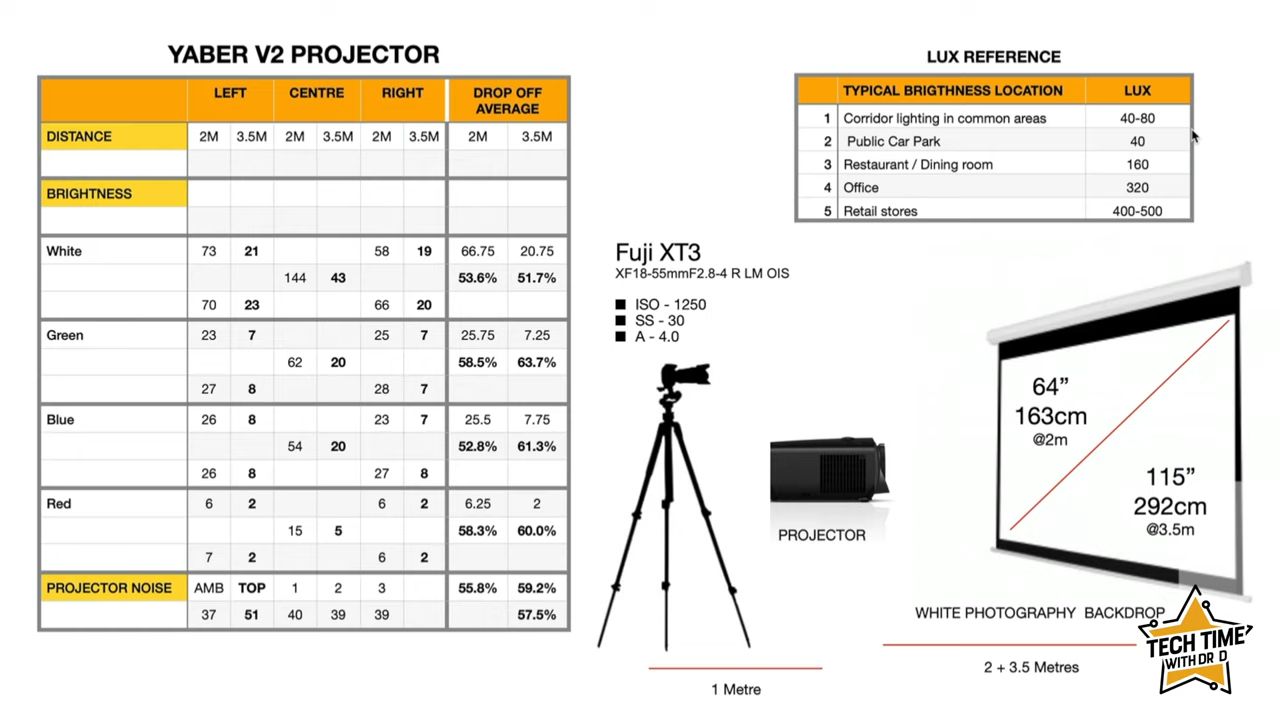 YABER V2 PROJECTOR
LEFT CENTRE RIGHT DROP OFF AVERAGE
DISTANCE 2M 3.5M 2M 3.5M 2M 3.5M 2M 3.5M
BRIGHTNESS
White 73 21 58 19 66.75 20.75
144 43 53.6% 51.7%
70 23 66 20
Green 23 7 25 7 25.75 7.25
62 20 58.5% 63.7%
27 8 28 7
Blue 26 8 23 7 25.5 7.75
54 20 52.8% 61.3%
26 8 27 8
Red 6 2 6 2 6.25 2
15 5 58.3% 60.0%
7 2 6 2
PROJECTOR NOISE AMB TOP 1 2 3 55.8% 59.2%
37 51 40 39 39 57.5%
LUX REFERENCE
TYPICAL BRIGTHNESS LOCATION LUX
1 Corridor lighting in common areas 40-80
2 Public Car Park 40
3 Restaurant / Dining room 160
4 Office 320
5 Retail stores 400-500
Fuji XT3
XF18-55mmF2.8-4 R LM OIS
ISO - 1250
SS - 30
A - 4.0
PROJECTOR
1 Metre
64”
163cm
@2m
115”
292cm
@3.5m
WHITE PHOTOGRAPHY BACKDROP
2 + 3.5 Metres
TECH TIME
WITH DR D